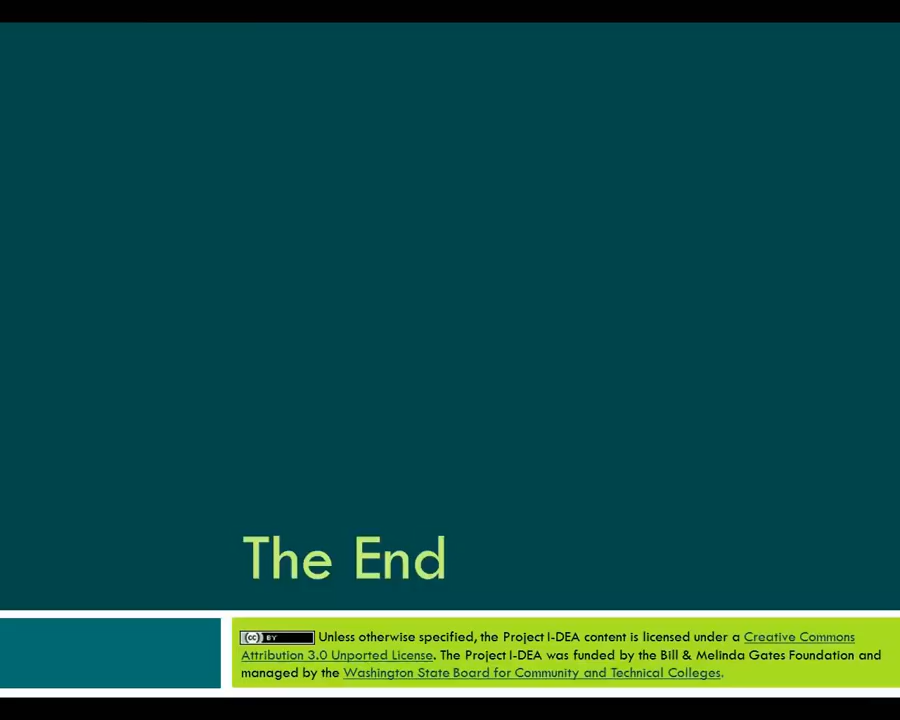 The End
(cc) BY Unless otherwise specified, the Project I-DEA content is licensed under a Creative Commons
Attribution 3.0 Unported License. The Project I-DEA was funded by the Bill & Melinda Gates Foundation and
managed by the Washington State Board for Community and Technical Colleges.